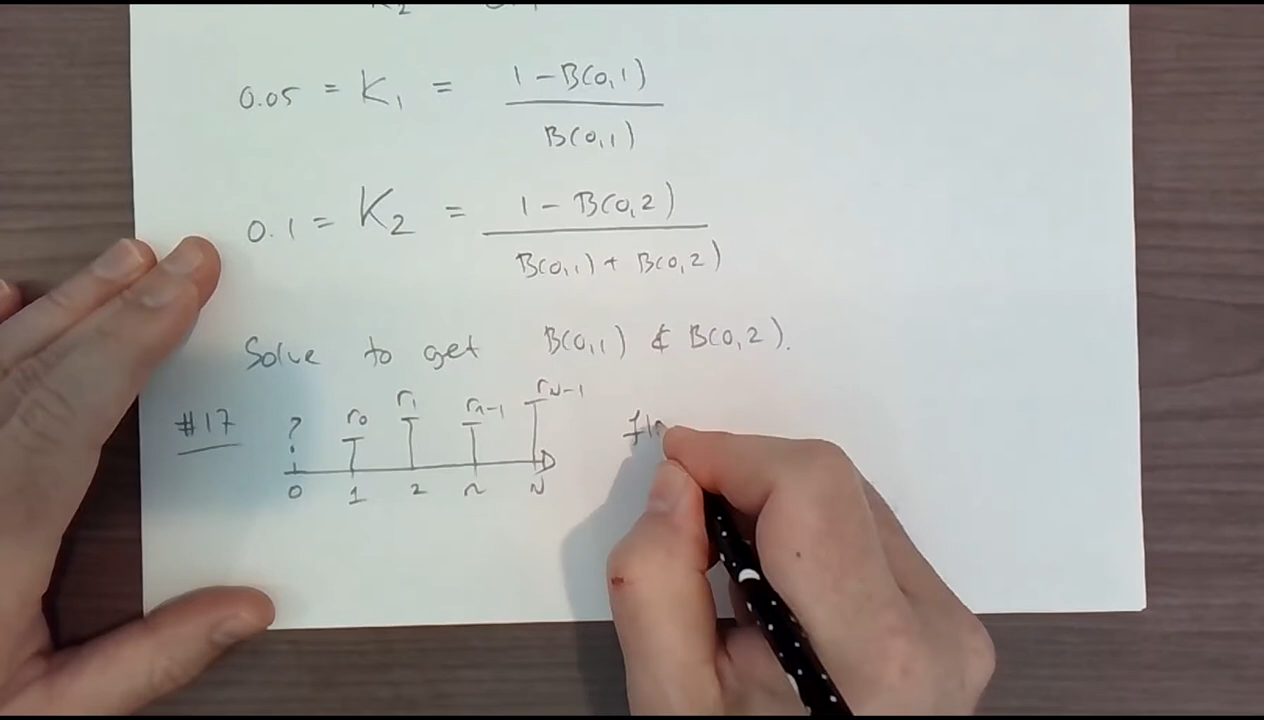 0.05 = K₁ = 1 - B(0,1) / B(0,1)
0.1 = K₂ = 1 - B(0,2) / B(0,1) + B(0,2)
Solve to get B(0,1) & B(0,2).
#17 ? r₀ r₁ rₙ₋₁ r_N-1
0 1 2 n N